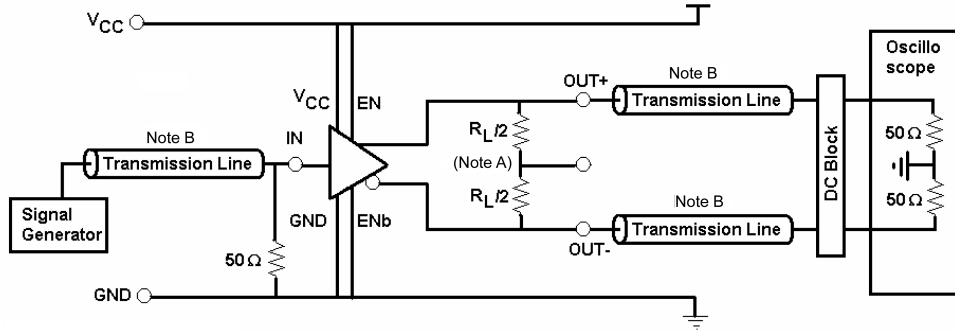 VCC
Oscillo
scope
Note B
OUT+
Transmission Line
VCC
EN
Note B
IN
RL/2
50 Ω
Transmission Line
(Note A)
DC Block
Signal
Generator
GND
ENb
RL/2
Note B
50 Ω
Transmission Line
OUT-
50 Ω
GND